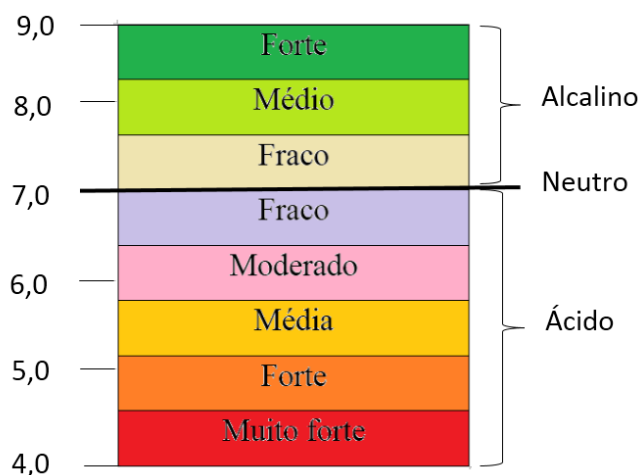 9,0
Forte
8,0
Médio
Alcalino
Fraco
7,0
Neutro
Fraco
6,0
Moderado
Média
Ácido
5,0
Forte
Muito forte
4,0